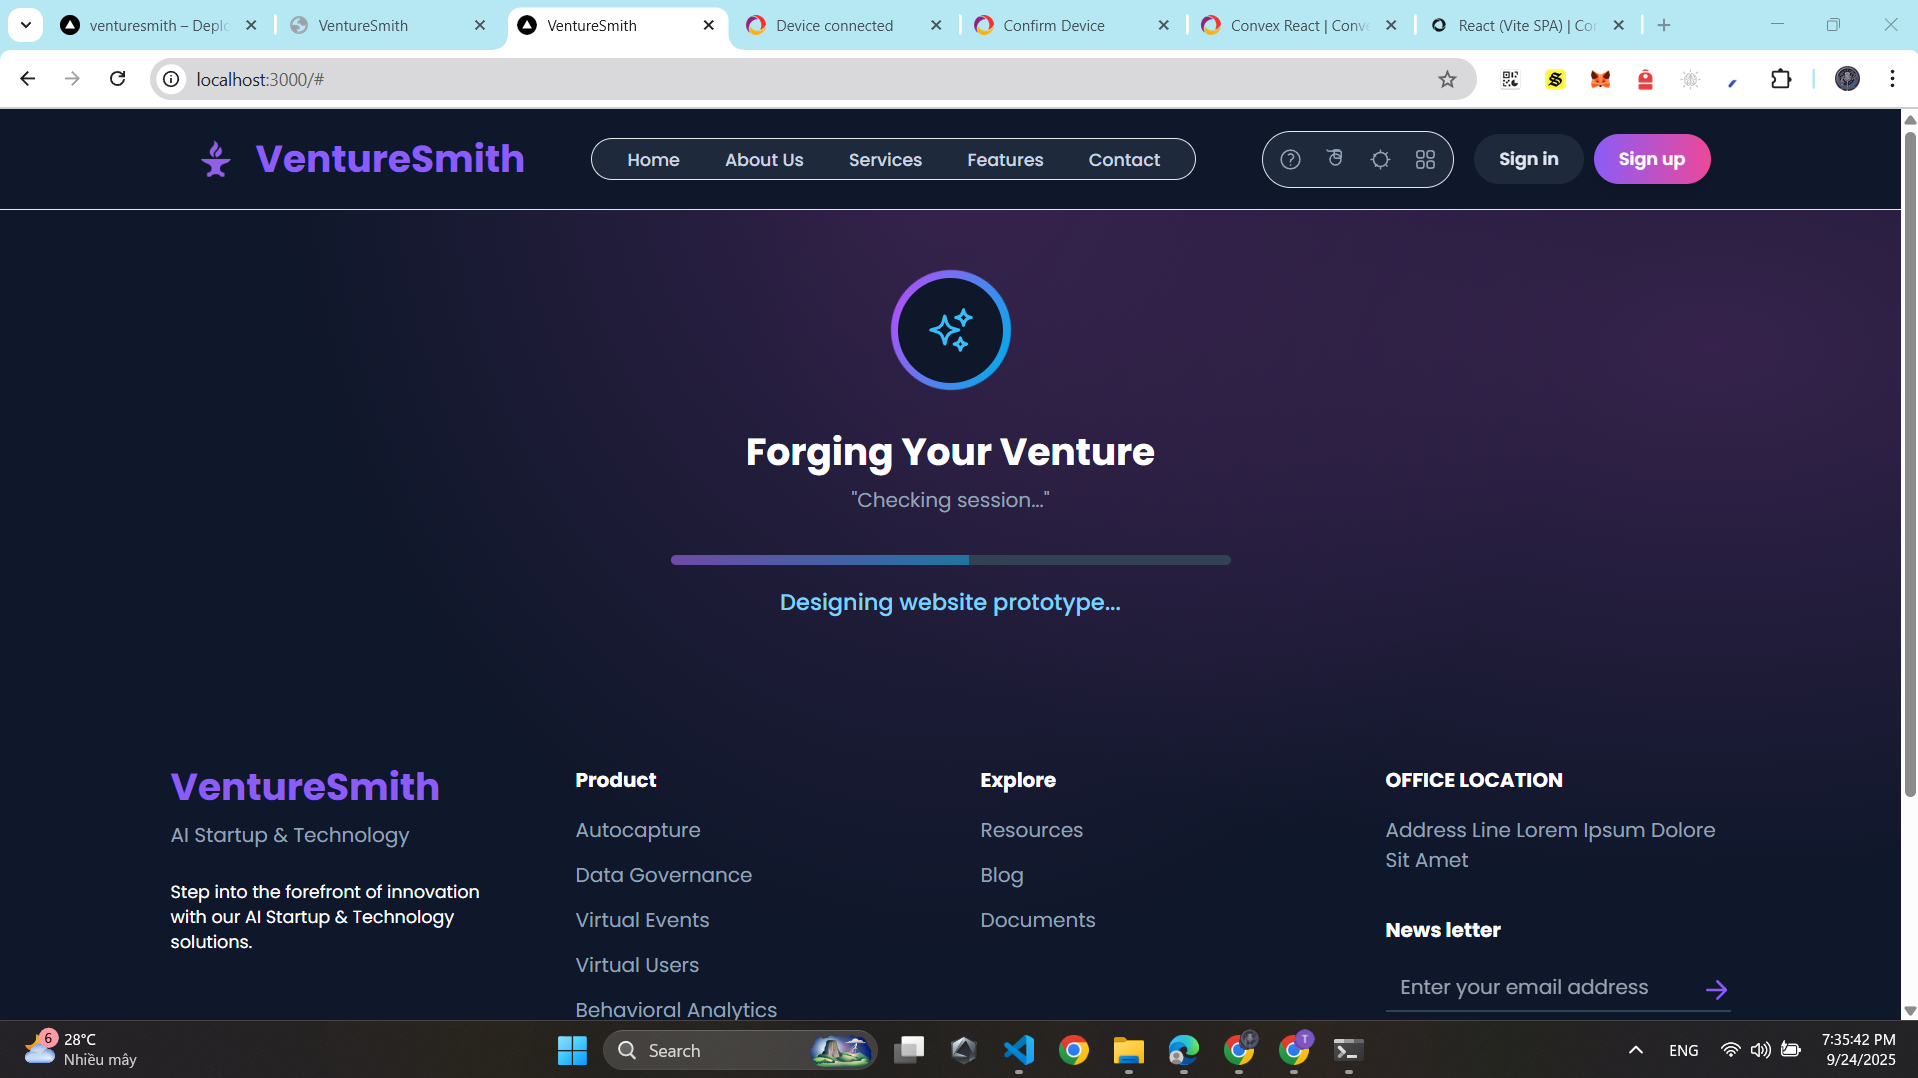 venturesmith – Deplo
VentureSmith
VentureSmith
Device connected
Confirm Device
Convex React | Conve
React (Vite SPA) | Co
localhost:3000/#
VentureSmith
Home
About Us
Services
Features
Contact
Sign in
Sign up
Forging Your Venture
"Checking session..."
Designing website prototype...
VentureSmith
AI Startup & Technology
Step into the forefront of innovation
with our AI Startup & Technology
solutions.
Product
Autocapture
Data Governance
Virtual Events
Virtual Users
Behavioral Analytics
Explore
Resources
Blog
Documents
OFFICE LOCATION
Address Line Lorem Ipsum Dolore
Sit Amet
News letter
Enter your email address
6
28°C
Nhiều mây
Search
T
ENG
7:35:42 PM
9/24/2025